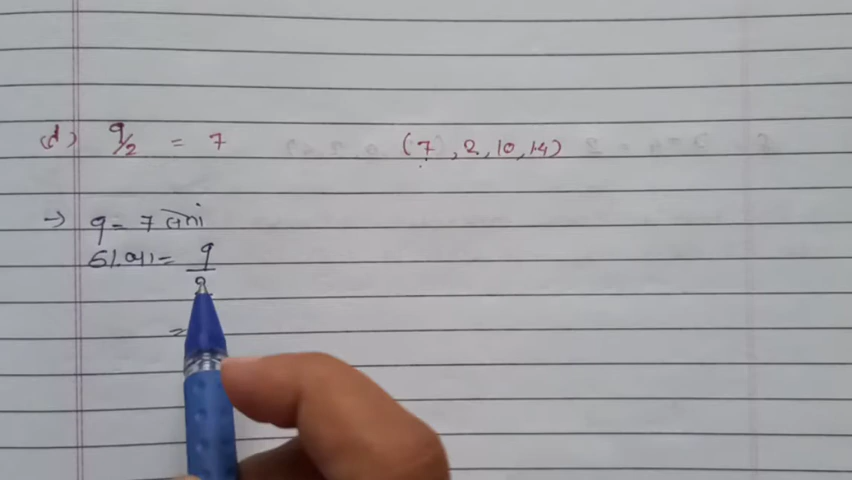 (d) q/2 = 7 (7, 2, 10, 14)
→ q = 7 લેતાં
ડા.બા = q
2
=